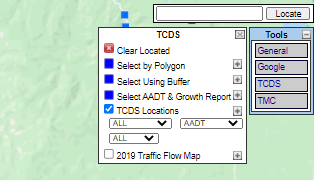 Locate
TCDS
Clear Located
Select by Polygon
Select Using Buffer
Select AADT & Growth Report
TCDS Locations
ALL AADT
ALL
2019 Traffic Flow Map
Tools
General
Google
TCDS
TMC